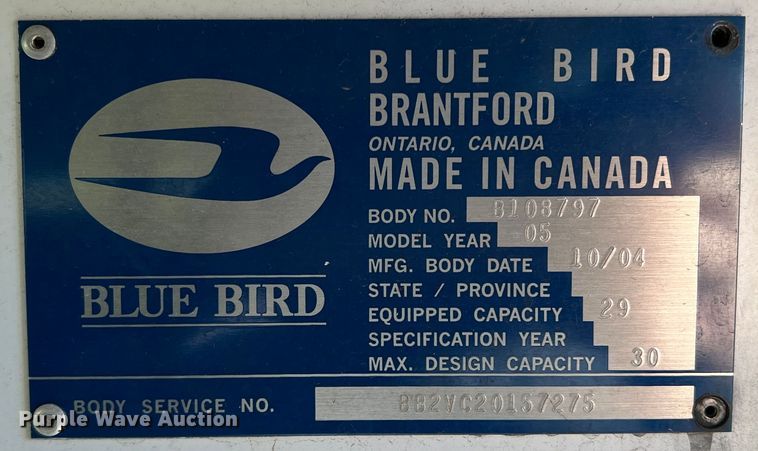 BLUE BIRD
BRANTFORD
ONTARIO, CANADA
MADE IN CANADA
BODY NO. B108797
MODEL YEAR 05
MFG. BODY DATE 10/04
STATE / PROVINCE
EQUIPPED CAPACITY 29
SPECIFICATION YEAR
MAX. DESIGN CAPACITY 30
BLUE BIRD
BODY SERVICE NO. BB2VC20157275
Purple Wave Auction